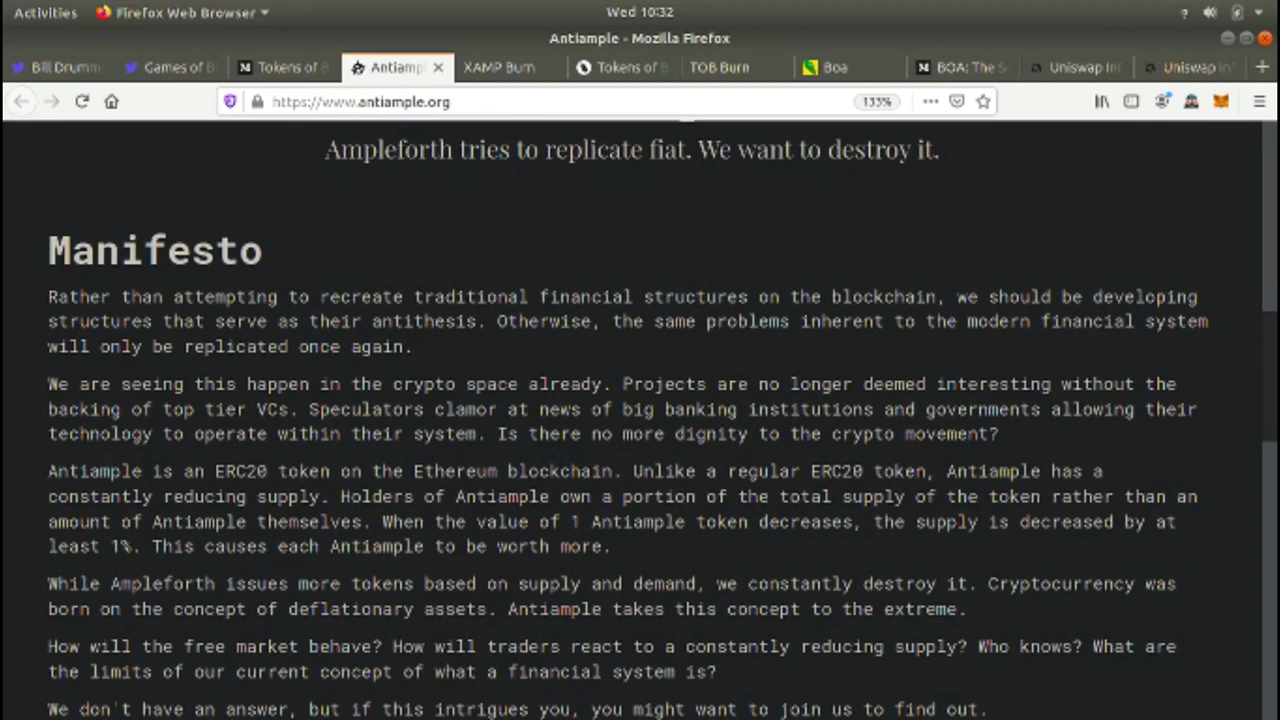 Activities Firefox Web Browser Wed 10:32
Antiample - Mozilla Firefox
Bill Drumm Games of B Tokens of B Antiamp XAMP Burn Tokens of B TOB Burn Boa BOA: The S Uniswap Inf Uniswap Inf
https://www.antiample.org 133%
Ampleforth tries to replicate fiat. We want to destroy it.
Manifesto
Rather than attempting to recreate traditional financial structures on the blockchain, we should be developing
structures that serve as their antithesis. Otherwise, the same problems inherent to the modern financial system
will only be replicated once again.
We are seeing this happen in the crypto space already. Projects are no longer deemed interesting without the
backing of top tier VCs. Speculators clamor at news of big banking institutions and governments allowing their
technology to operate within their system. Is there no more dignity to the crypto movement?
Antiample is an ERC20 token on the Ethereum blockchain. Unlike a regular ERC20 token, Antiample has a
constantly reducing supply. Holders of Antiample own a portion of the total supply of the token rather than an
amount of Antiample themselves. When the value of 1 Antiample token decreases, the supply is decreased by at
least 1%. This causes each Antiample to be worth more.
While Ampleforth issues more tokens based on supply and demand, we constantly destroy it. Cryptocurrency was
born on the concept of deflationary assets. Antiample takes this concept to the extreme.
How will the free market behave? How will traders react to a constantly reducing supply? Who knows? What are
the limits of our current concept of what a financial system is?
We don't have an answer, but if this intrigues you, you might want to join us to find out.